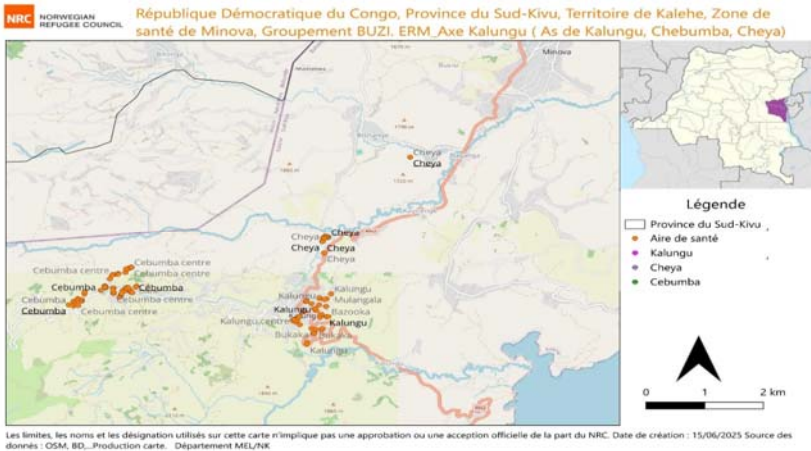 NRC NORWEGIAN REFUGEE COUNCIL
République Démocratique du Congo, Province du Sud-Kivu, Territoire de Kalehe, Zone de
santé de Minova, Groupement BUZI. ERM_Axe Kalungu ( As de Kalungu, Chebumba, Cheya)
Minova
Cheya
Cheya
Cheya
Cheya
Cheya
Cheya
Cheya
Cebumba centre
Cebumba centre
Cebumba
Cebumba
Cebumba
Cebumba centre
Cebumba
Cebumba centre
Kalungu
Kalungu
Mulangala
Kalungu
Bazooka
Kalungu centre
Kalungu
Bukaka
Bukaka
Kalungu
Légende
Province du Sud-Kivu
Aire de santé
Kalungu
Cheya
Cebumba
0 1 2 km
Les limites, les noms et les désignation utilisés sur cette carte n'implique pas une approbation ou une acception officielle de la part du NRC. Date de création : 15/06/2025 Source des
donnés : OSM, BD,..Production carte. Département MEL/NK